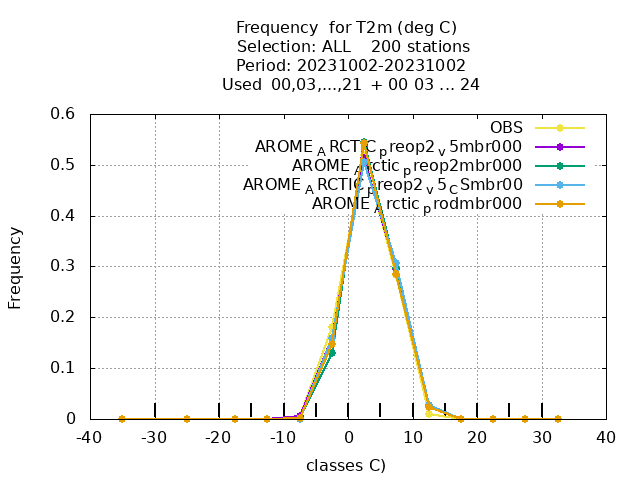 Frequency for T2m (deg C)
Selection: ALL 200 stations
Period: 20231002-20231002
Used 00,03,...,21 + 00 03 ... 24
0.6
0.5
0.4
0.3
0.2
0.1
0
Frequency
OBS
AROME_ARCTIC_preop2_v5mbr000
AROME_Arctic_preop2mbr000
AROME_ARCTIC_preop2_v5_CSmbr00
AROME_Arctic_prodmbr000
-40 -30 -20 -10 0 10 20 30 40
classes C)